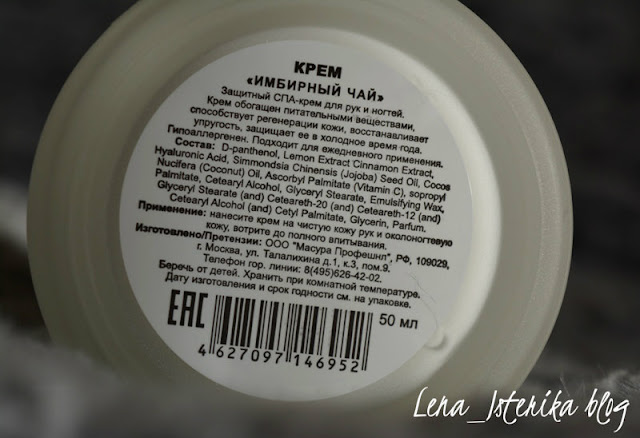 КРЕМ
«ИМБИРНЫЙ ЧАЙ»
Защитный СПА-крем для рук и ногтей.
Крем обогащен питательными веществами,
способствует регенерации кожи, восстанавливает
упругость, защищает ее в холодное время года.
Гипоаллергенен. Подходит для ежедневного применения.
Состав: D-panthenol, Lemon Extract Cinnamon Extract,
Hyaluronic Acid, Simmondsia Chinensis (Jojoba) Seed Oil, Cocos
Nucifera (Coconut) Oil, Ascorbyl Palmitate (Vitamin C), sopropyl
Palmitate, Cetearyl Alcohol, Glyceryl Stearate, Emulsifying Wax,
Glyceryl Stearate (and) Ceteareth-20 (and) Ceteareth-12 (and)
Cetearyl Alcohol (and) Cetyl Palmitate, Glycerin, Parfum.
Применение: нанесите крем на чистую кожу рук и околоногтевую
кожу, вотрите до полного впитывания.
Изготовлено/Претензии: ООО "Масура Профешнл", РФ, 109029,
г. Москва, ул. Талалихина д.1, к.3, пом.9.
Телефон гор. линии: 8(495)626-42-02.
Беречь от детей. Хранить при комнатной температуре.
Дату изготовления и срок годности см. на упаковке.
EAC
50 мл
4 627097 146952
Lena_Isterika blog